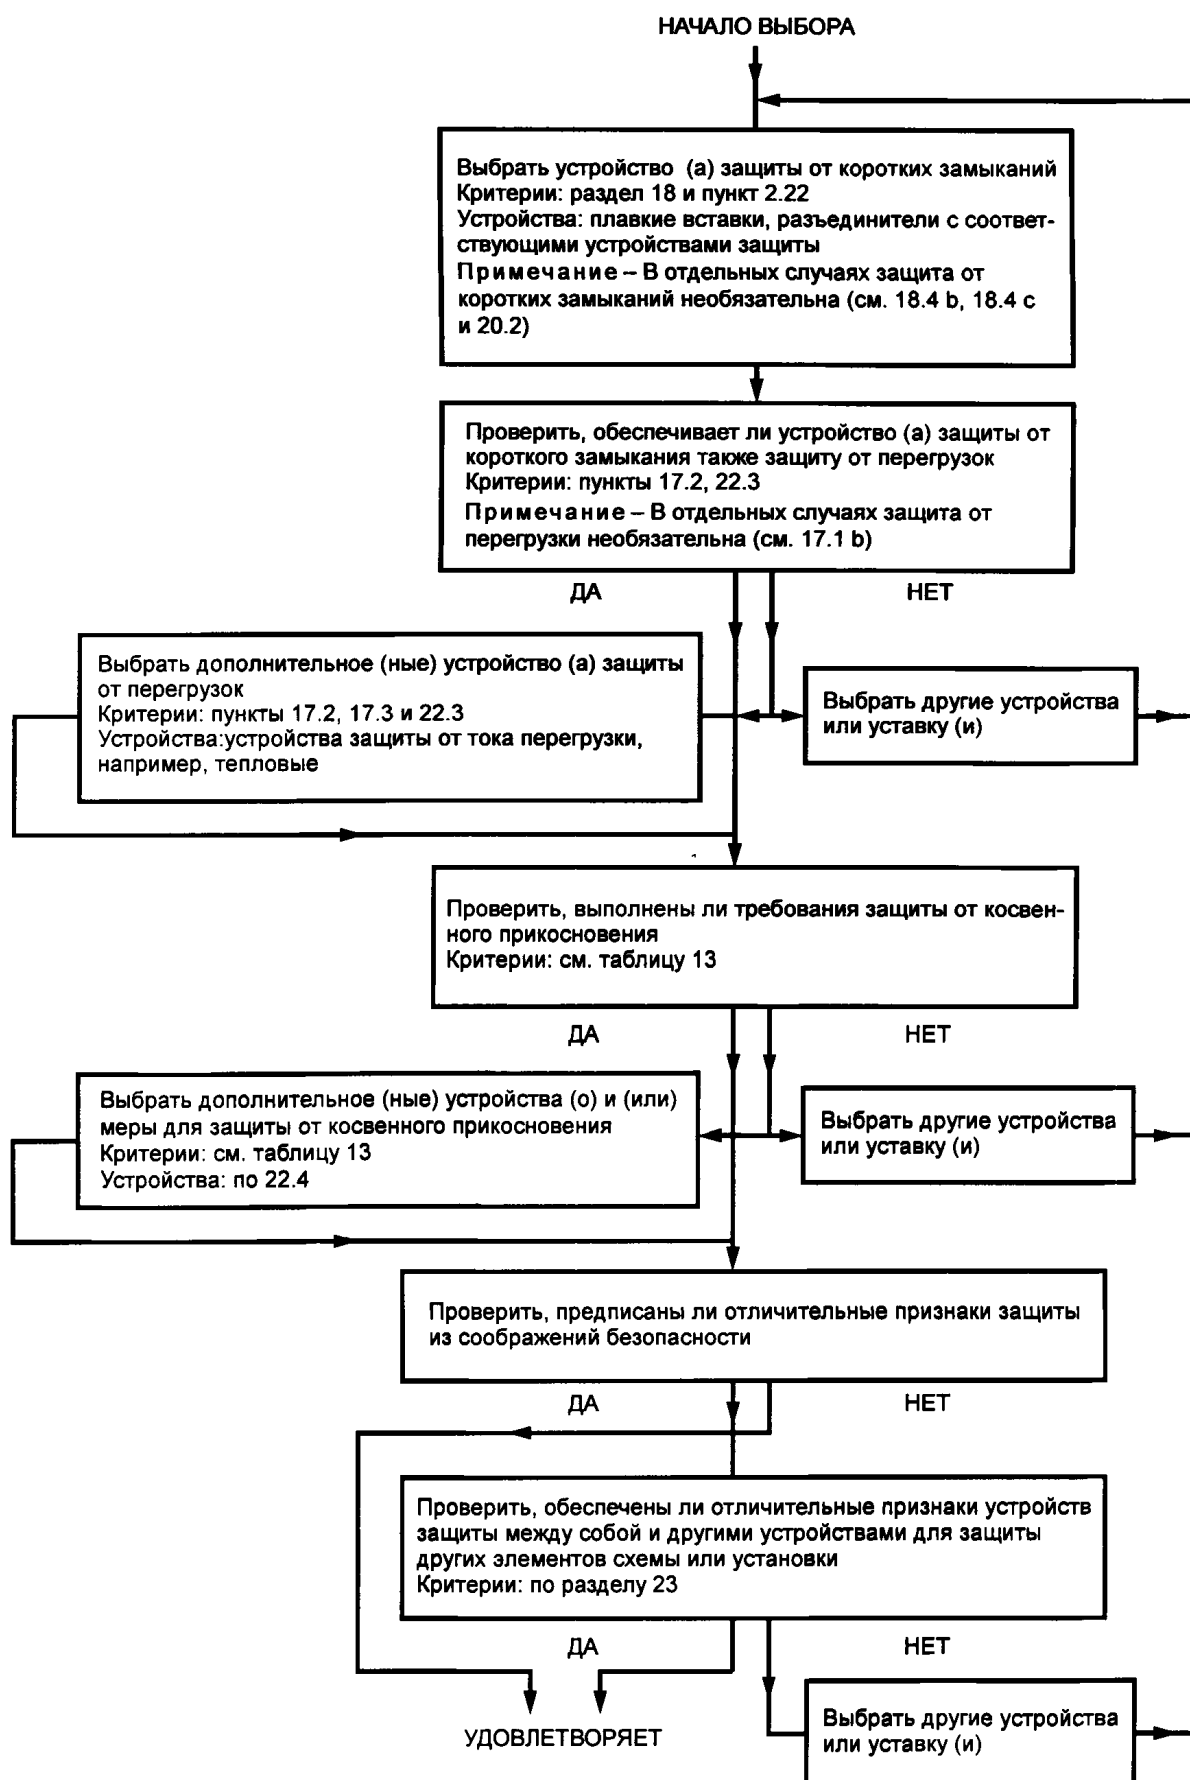 НАЧАЛО ВЫБОРА
Выбрать устройство (а) защиты от коротких замыканий
Критерии: раздел 18 и пункт 2.22
Устройства: плавкие вставки, разъединители с соответ-
ствующими устройствами защиты
Примечание – В отдельных случаях защита от
коротких замыканий необязательна (см. 18.4 b, 18.4 c
и 20.2)
Проверить, обеспечивает ли устройство (а) защиты от
короткого замыкания также защиту от перегрузок
Критерии: пункты 17.2, 22.3
Примечание – В отдельных случаях защита от
перегрузки необязательна (см. 17.1 b)
ДА
НЕТ
Выбрать дополнительное (ные) устройство (а) защиты
от перегрузок
Критерии: пункты 17.2, 17.3 и 22.3
Устройства:устройства защиты от тока перегрузки,
например, тепловые
Выбрать другие устройства
или уставку (и)
Проверить, выполнены ли требования защиты от косвен-
ного прикосновения
Критерии: см. таблицу 13
ДА
НЕТ
Выбрать дополнительное (ные) устройства (о) и (или)
меры для защиты от косвенного прикосновения
Критерии: см. таблицу 13
Устройства: по 22.4
Выбрать другие устройства
или уставку (и)
Проверить, предписаны ли отличительные признаки защиты
из соображений безопасности
ДА
НЕТ
Проверить, обеспечены ли отличительные признаки устройств
защиты между собой и другими устройствами для защиты
других элементов схемы или установки
Критерии: по разделу 23
ДА
НЕТ
УДОВЛЕТВОРЯЕТ
Выбрать другие устройства
или уставку (и)